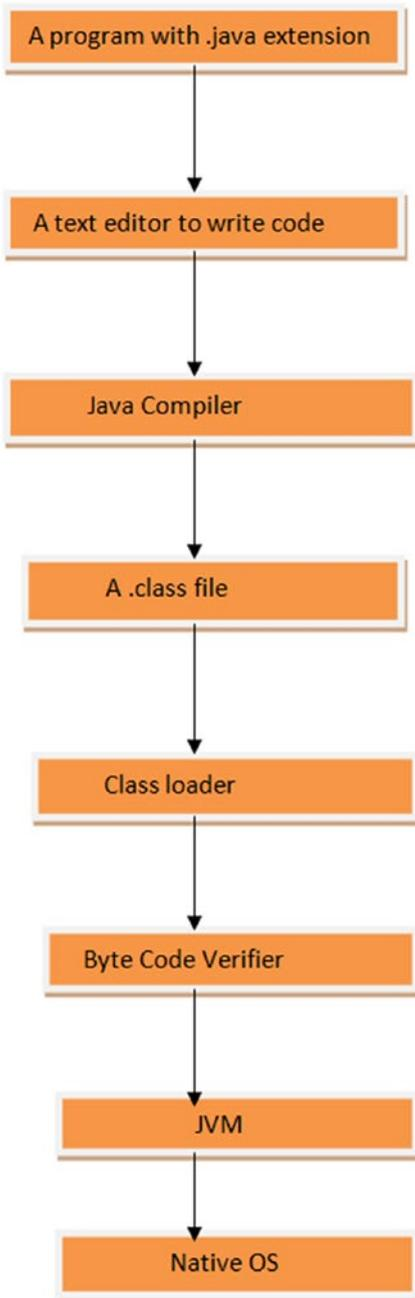 A program with .java extension
A text editor to write code
Java Compiler
A .class file
Class loader
Byte Code Verifier
JVM
Native OS